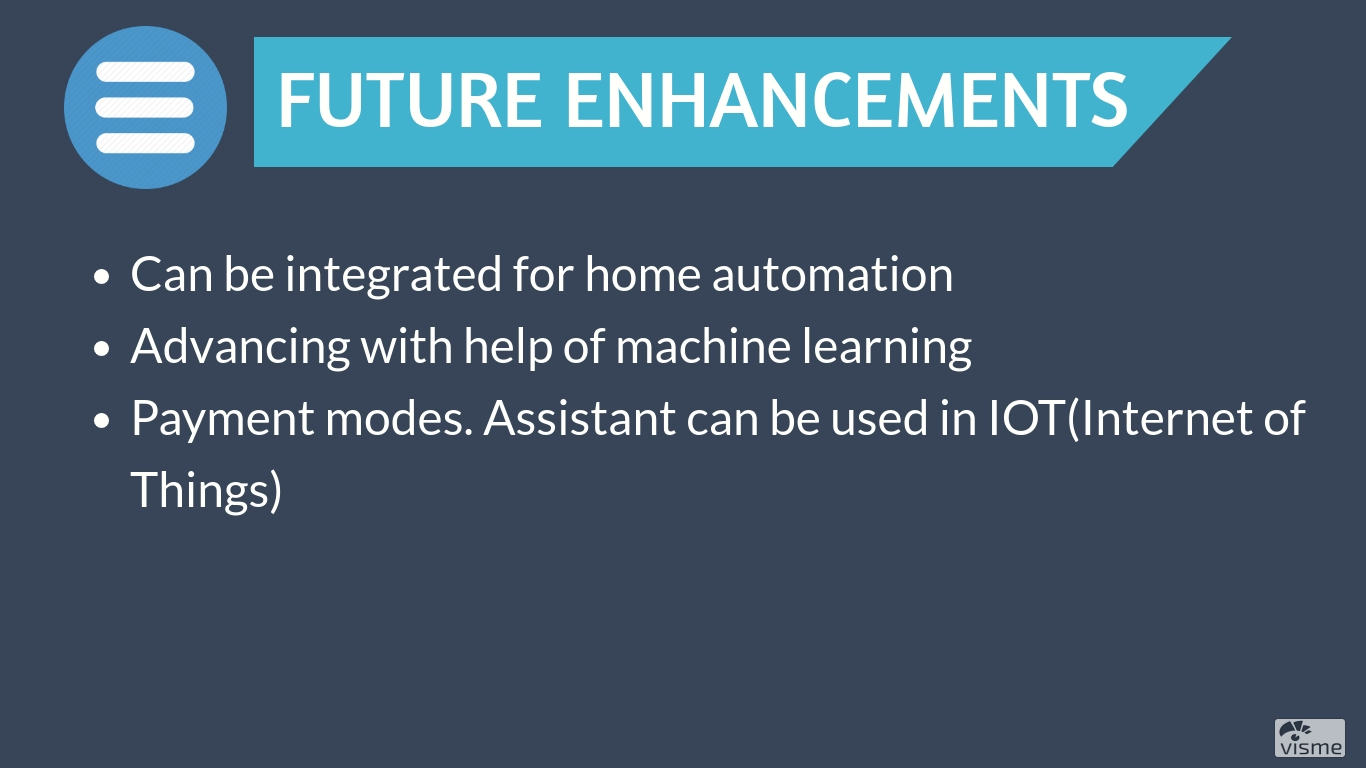 FUTURE ENHANCEMENTS
• Can be integrated for home automation
• Advancing with help of machine learning
• Payment modes. Assistant can be used in IOT(Internet of
Things)
visme